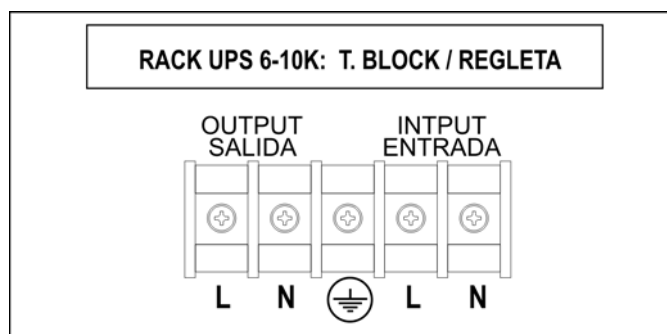 RACK UPS 6-10K: T. BLOCK / REGLETA
OUTPUT
SALIDA
INTPUT
ENTRADA
L N L N